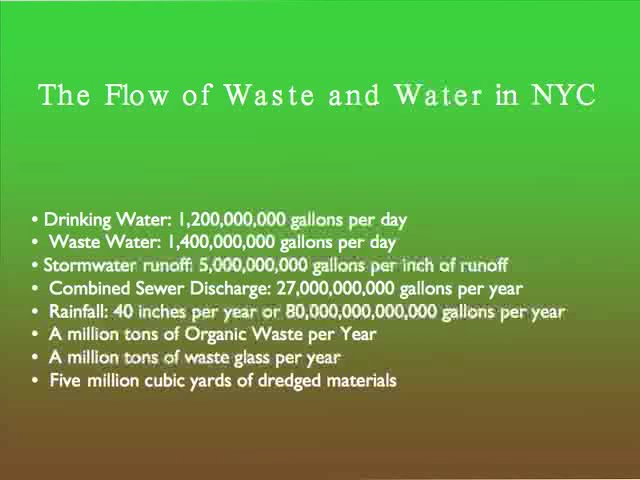 The Flow of Waste and Water in NYC
• Drinking Water: 1,200,000,000 gallons per day
• Waste Water: 1,400,000,000 gallons per day
• Stormwater runoff: 5,000,000,000 gallons per inch of runoff
• Combined Sewer Discharge: 27,000,000,000 gallons per year
• Rainfall: 40 inches per year or 80,000,000,000,000 gallons per year
• A million tons of Organic Waste per Year
• A million tons of waste glass per year
• Five million cubic yards of dredged materials